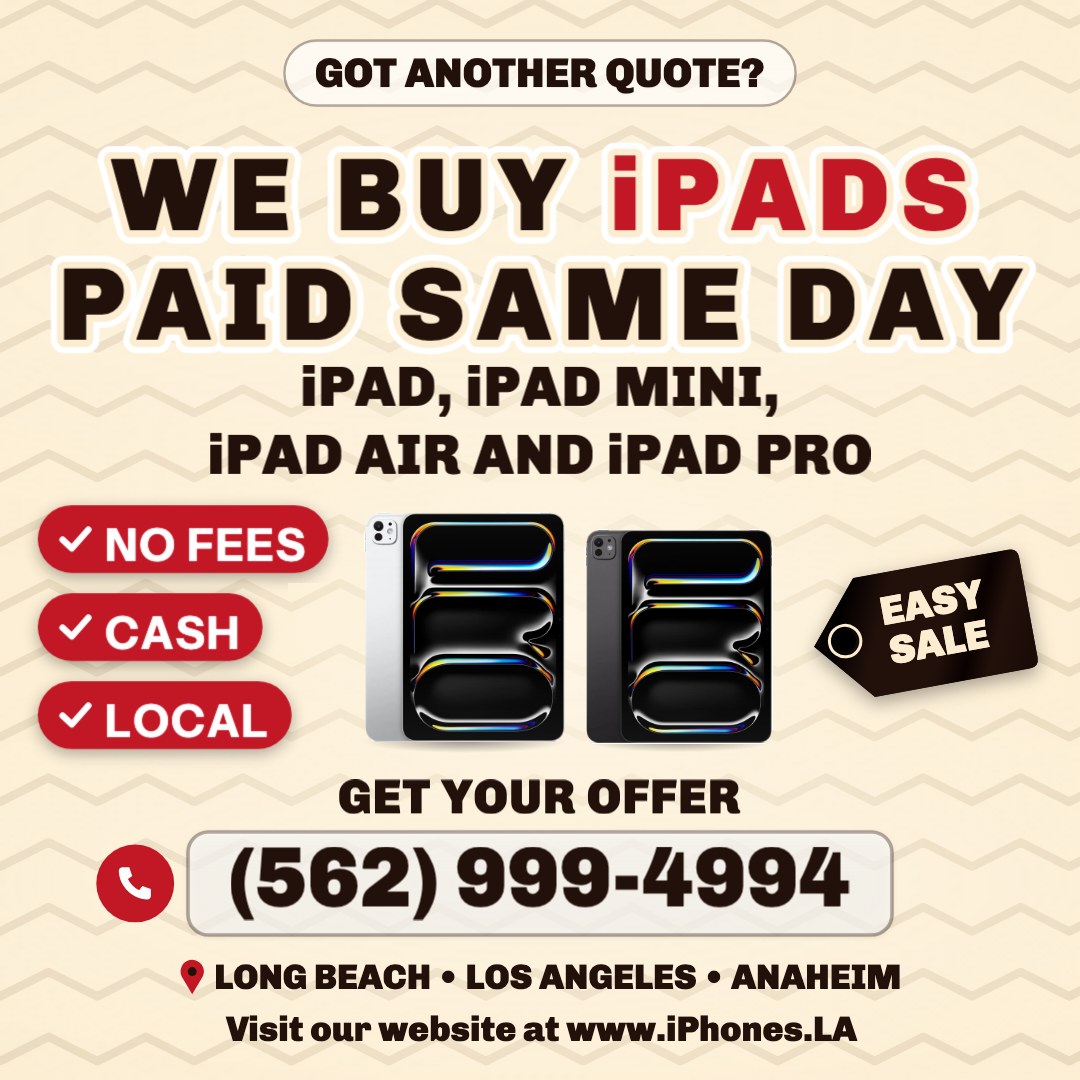 GOT ANOTHER QUOTE?
WE BUY iPADS
PAID SAME DAY
iPAD, iPAD MINI,
iPAD AIR AND iPAD PRO
NO FEES
CASH
LOCAL
EASY
SALE
GET YOUR OFFER
(562) 999-4994
LONG BEACH • LOS ANGELES • ANAHEIM
Visit our website at www.iPhones.LA